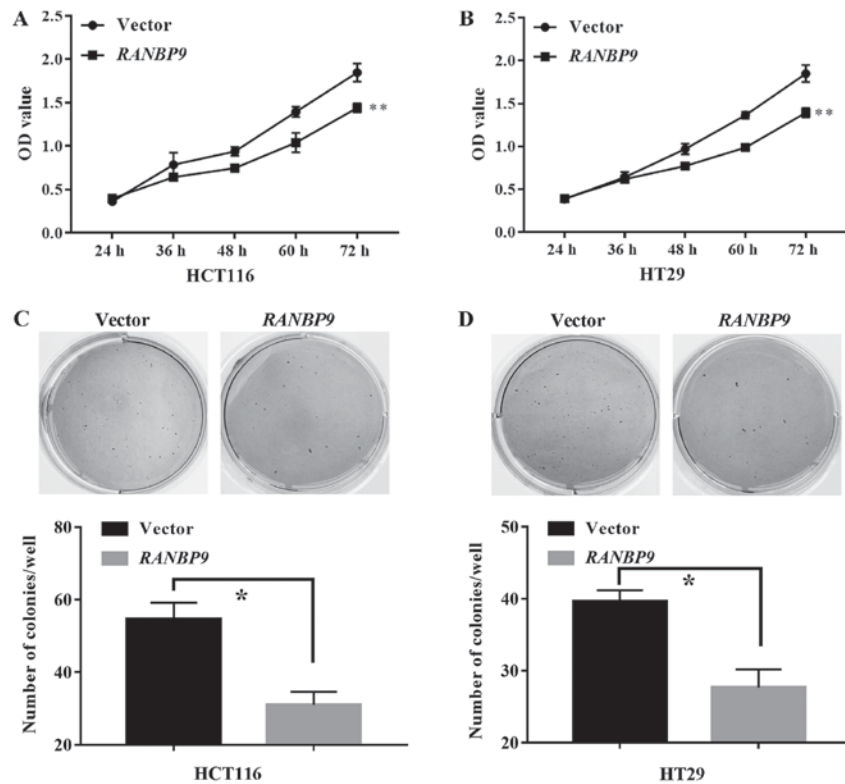 A
Vector
RANBP9
OD value
2.5
2.0
1.5
1.0
0.5
0.0
**
24 h 36 h 48 h 60 h 72 h
HCT116
B
Vector
RANBP9
OD value
2.5
2.0
1.5
1.0
0.5
0.0
**
24 h 36 h 48 h 60 h 72 h
HT29
C
Vector RANBP9
Vector
RANBP9
Number of colonies/well
80
60
40
20
*
HCT116
D
Vector RANBP9
Vector
RANBP9
Number of colonies/well
50
40
30
20
*
HT29